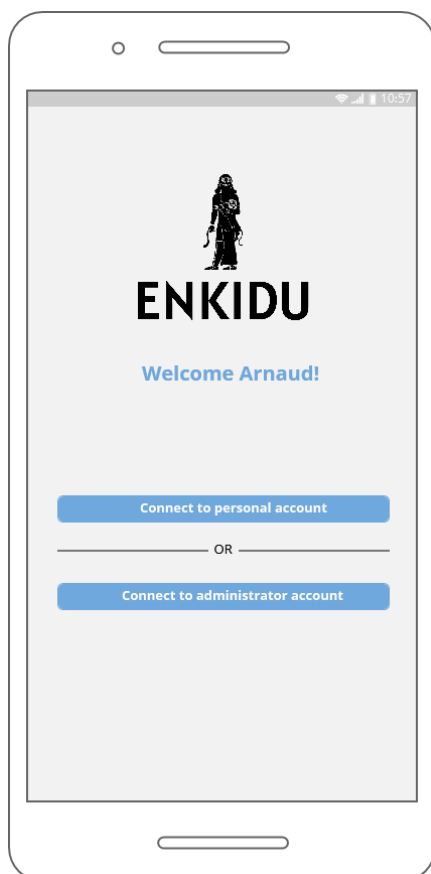 10:57
ENKIDU
Welcome Arnaud!
Connect to personal account
OR
Connect to administrator account